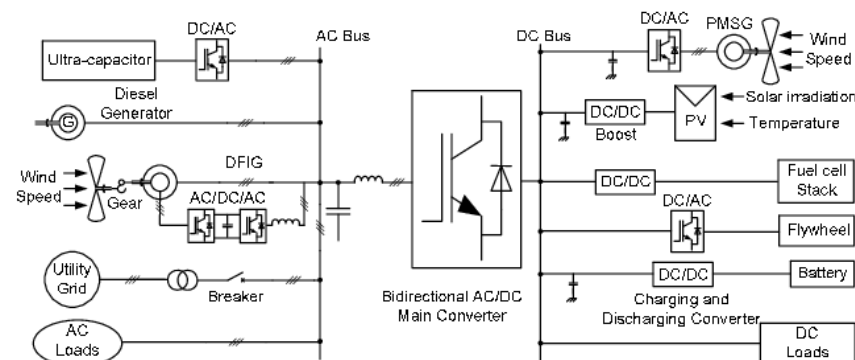 DC/AC
AC Bus
Ultra-capacitor
Diesel
Generator
G
DFIG
Wind
Speed
Gear
AC/DC/AC
Utility
Grid
Breaker
AC
Loads
Bidirectional AC/DC
Main Converter
DC Bus
DC/AC
PMSG
Wind
Speed
DC/DC
Boost
PV
Solar irradiation
Temperature
DC/DC
Fuel cell
Stack
DC/AC
Flywheel
DC/DC
Battery
Charging and
Discharging Converter
DC
Loads